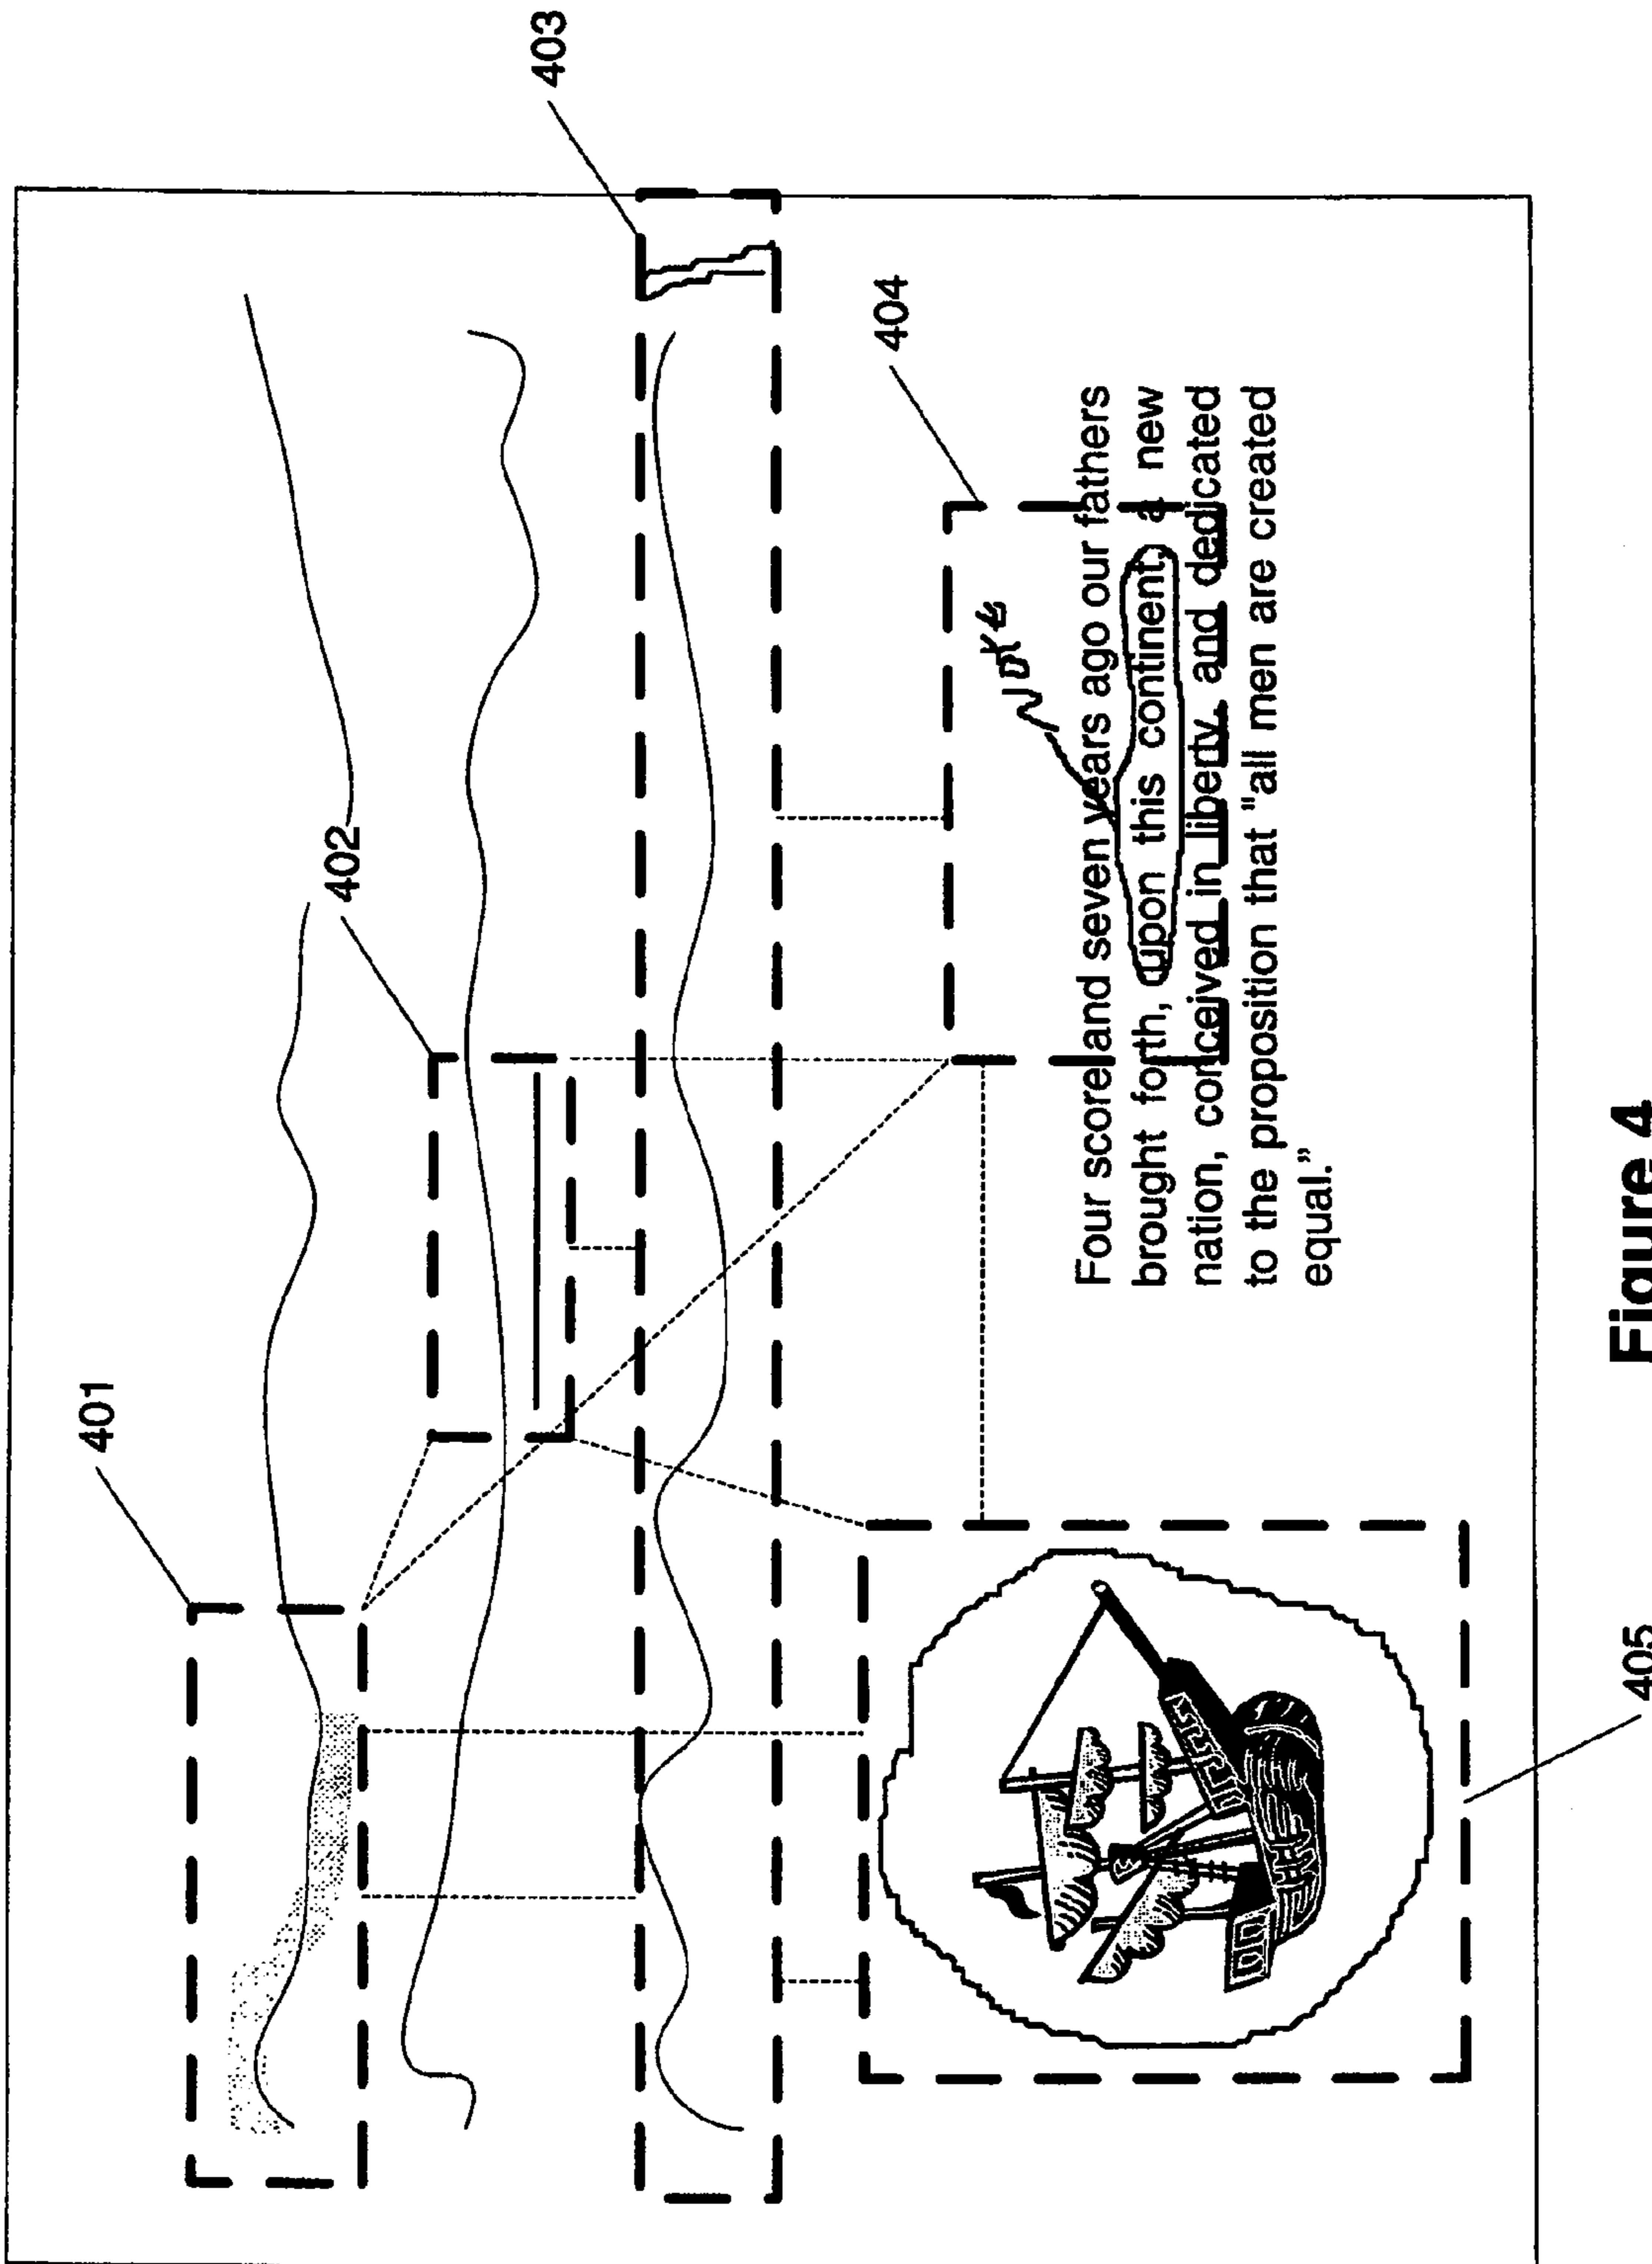 401
402
403
404
Note
Four score and seven years ago our fathers
brought forth, upon this continent, a new
nation, conceived in liberty, and dedicated
to the proposition that "all men are created
equal."
405
Figure 4